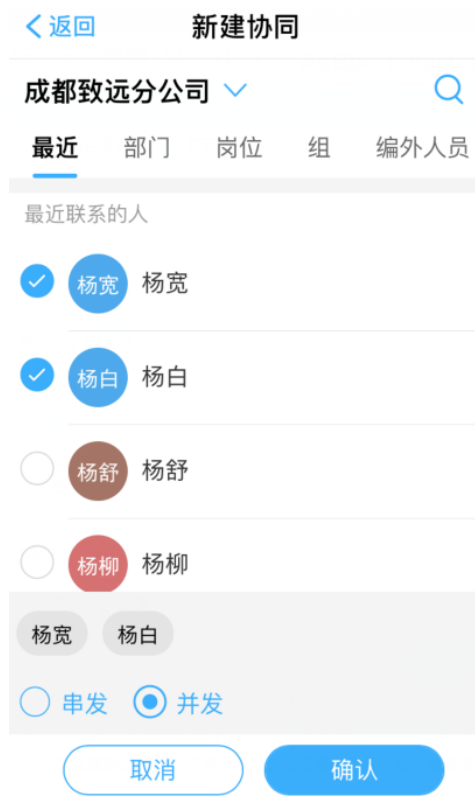 返回 新建协同
成都致远分公司
最近 部门 岗位 组 编外人员
最近联系的人
杨宽 杨宽
杨白 杨白
杨舒 杨舒
杨柳 杨柳
杨宽 杨白
串发 并发
取消 确认